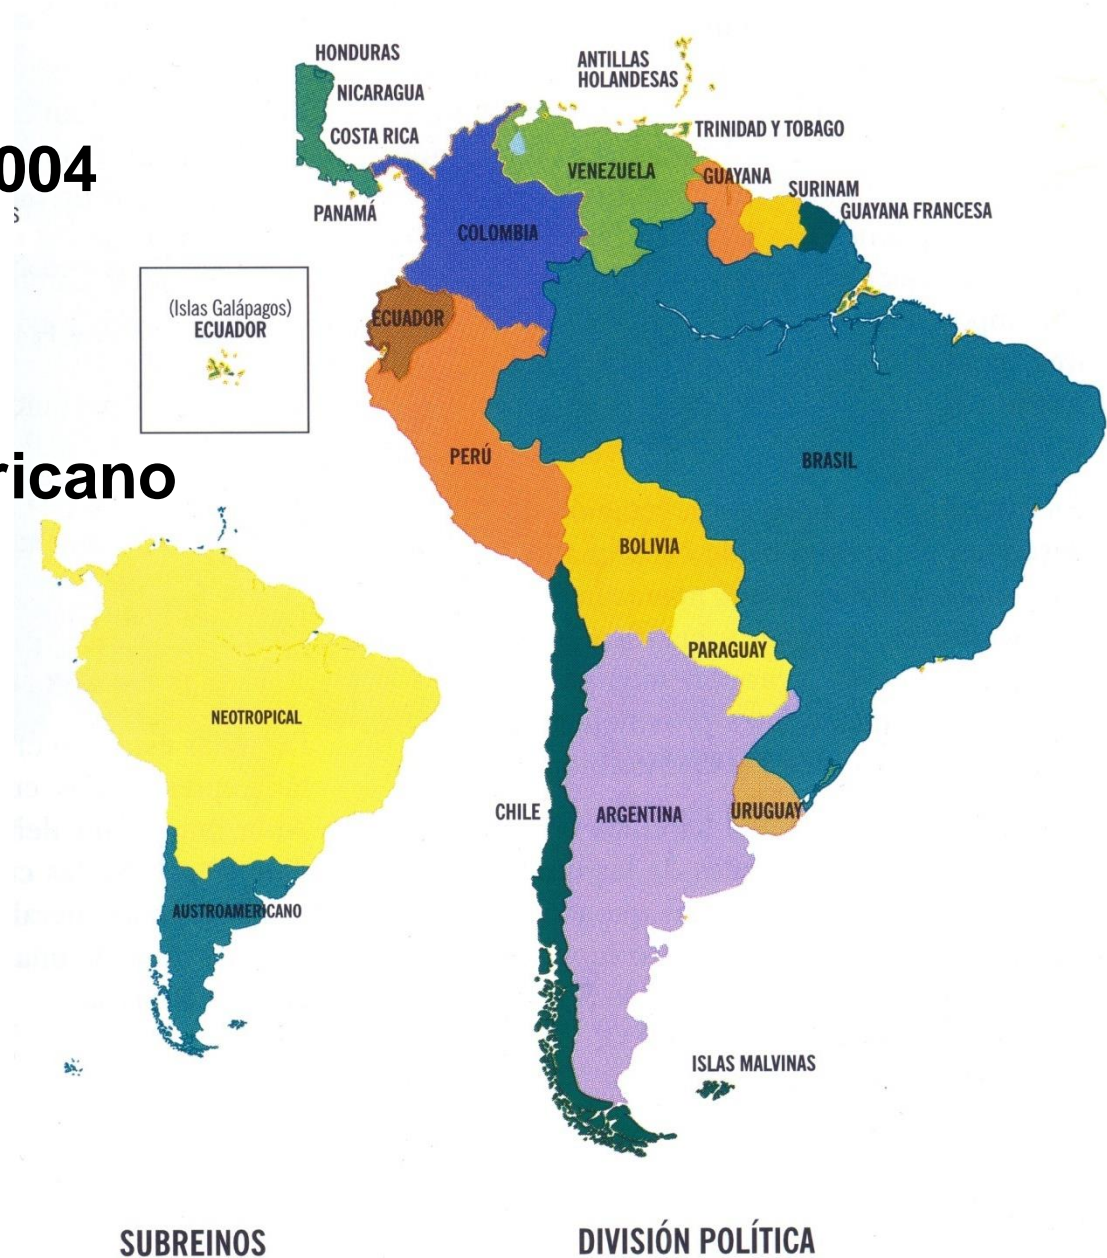 HONDURAS
NICARAGUA
COSTA RICA
PANAMÁ
ANTILLAS
HOLANDESAS
TRINIDAD Y TOBAGO
VENEZUELA
GUAYANA
SURINAM
GUAYANA FRANCESA
COLOMBIA
004
s
(Islas Galápagos)
ECUADOR
ECUADOR
PERÚ
BRASIL
ricano
BOLIVIA
PARAGUAY
CHILE
ARGENTINA
URUGUAY
ISLAS MALVINAS
NEOTROPICAL
AUSTROAMERICANO
SUBREINOS
DIVISIÓN POLÍTICA